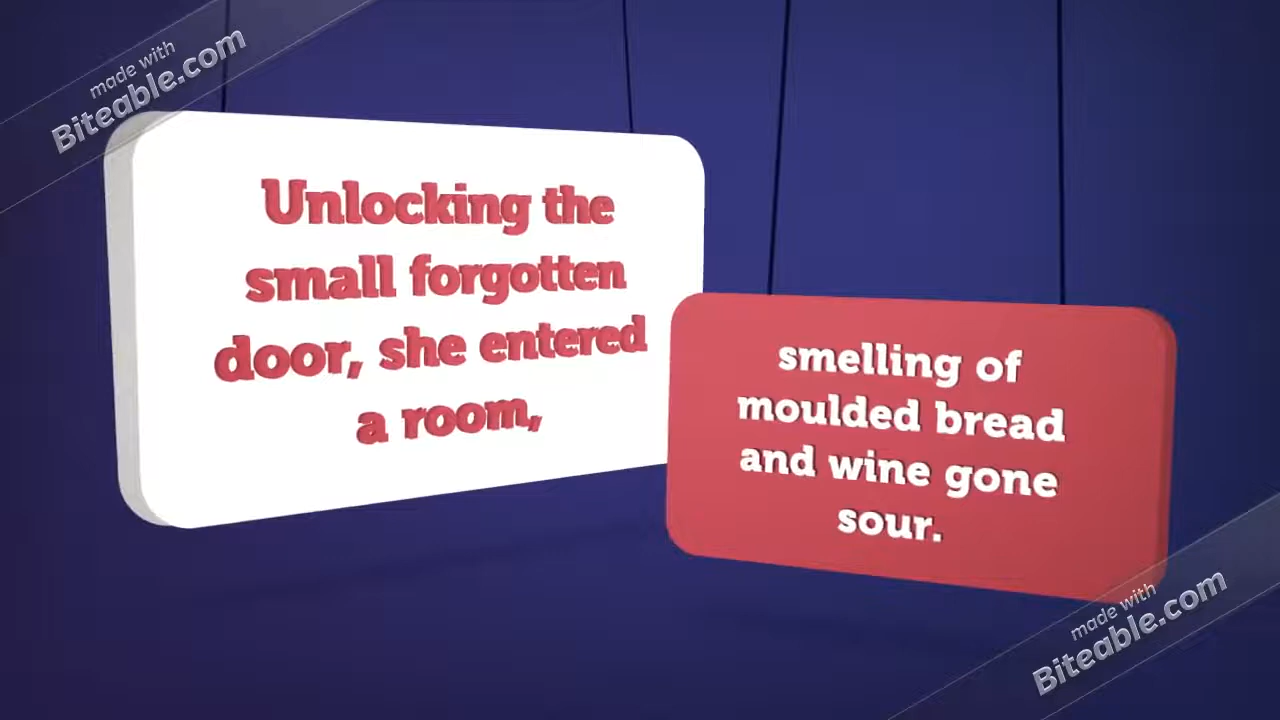 made with
Biteable.com
Unlocking the
small forgotten
door, she entered
a room,
smelling of
moulded bread
and wine gone
sour.
made with
Biteable.com